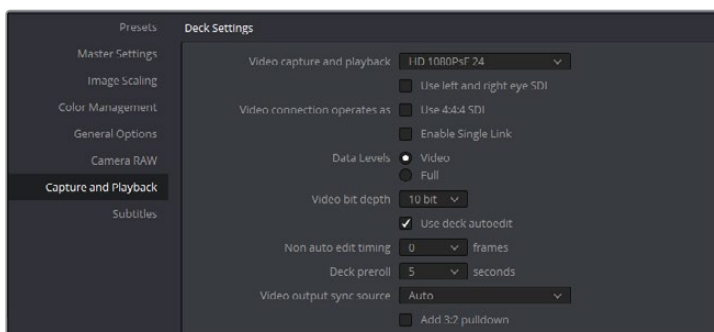 Presets
Master Settings
Image Scaling
Color Management
General Options
Camera RAW
Capture and Playback
Subtitles
Deck Settings
Video capture and playback HD 1080PsF 24
Use left and right eye SDI
Video connection operates as Use 4:4:4 SDI
Enable Single Link
Data Levels Video
Full
Video bit depth 10 bit
Use deck autoedit
Non auto edit timing 0 frames
Deck preroll 5 seconds
Video output sync source Auto
Add 3:2 pulldown